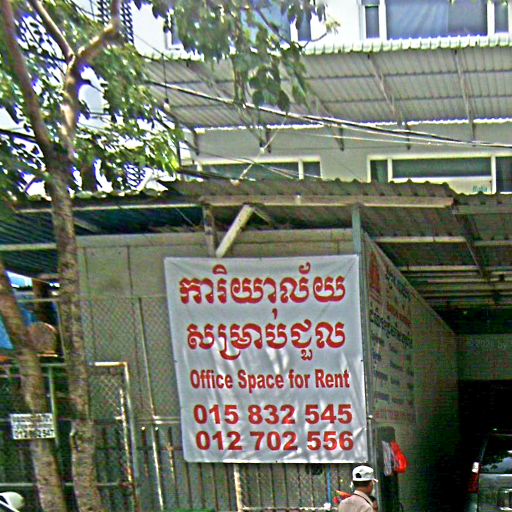 ការិយាល័យ
សម្រាប់ជួល
Office Space for Rent
015 832 545
012 702 556